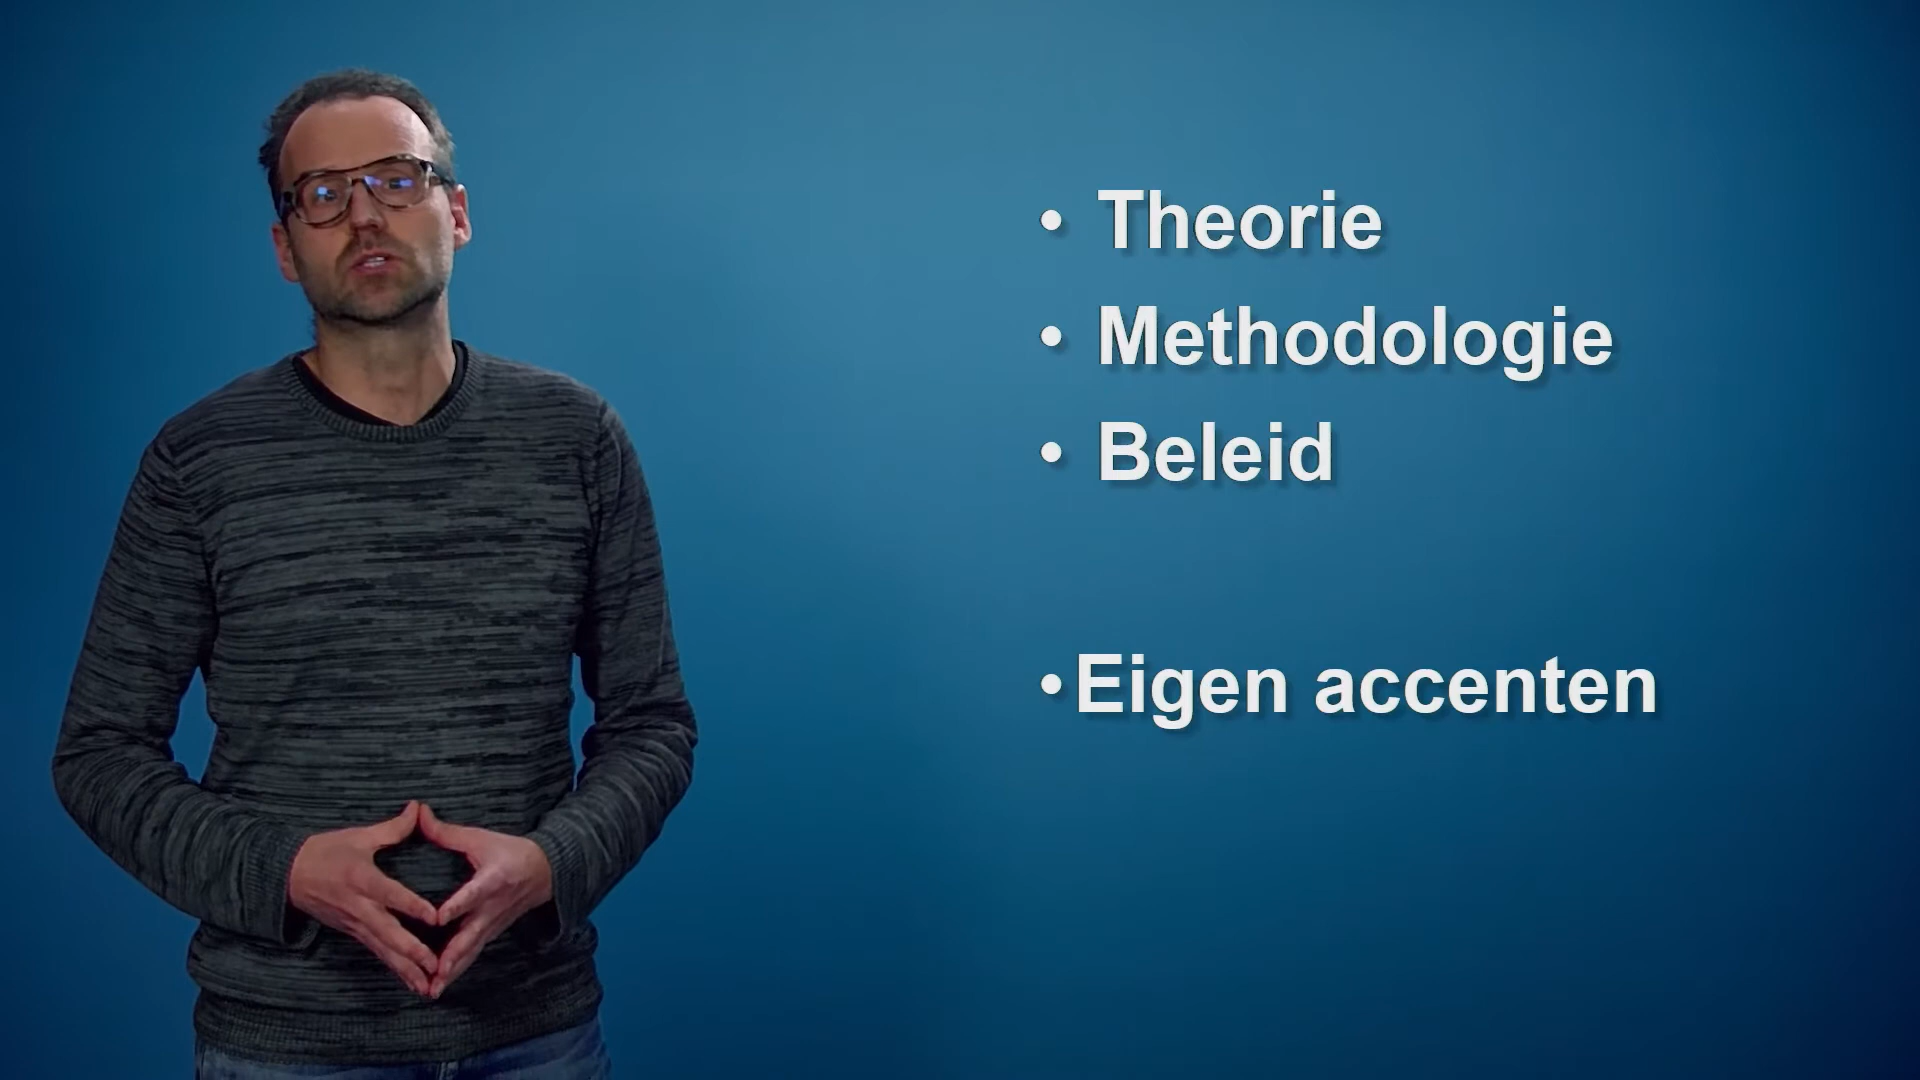 • Theorie
• Methodologie
• Beleid
• Eigen accenten